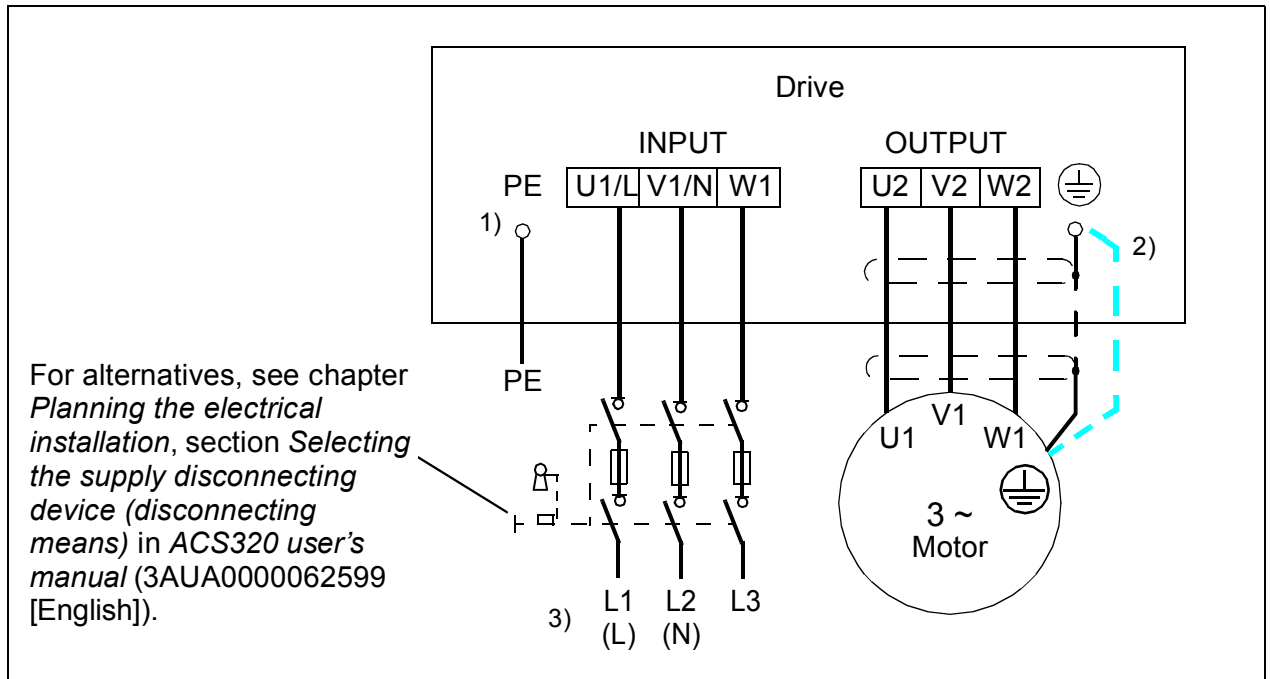 Drive
INPUT
OUTPUT
PE
U1/L
V1/N
W1
U2
V2
W2
1)
2)
PE
For alternatives, see chapter
Planning the electrical
installation, section Selecting
the supply disconnecting
device (disconnecting
means) in ACS320 user’s
manual (3AUA0000062599
[English]).
U1
V1
W1
3 ~
Motor
3)
L1
L2
L3
(L)
(N)